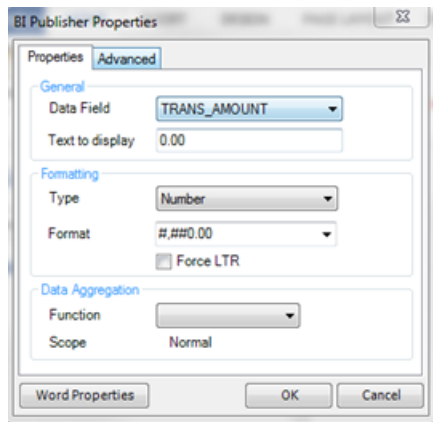 BI Publisher Properties
Properties Advanced
General
Data Field TRANS_AMOUNT
Text to display 0.00
Formatting
Type Number
Format #,##0.00
Force LTR
Data Aggregation
Function
Scope Normal
Word Properties OK Cancel